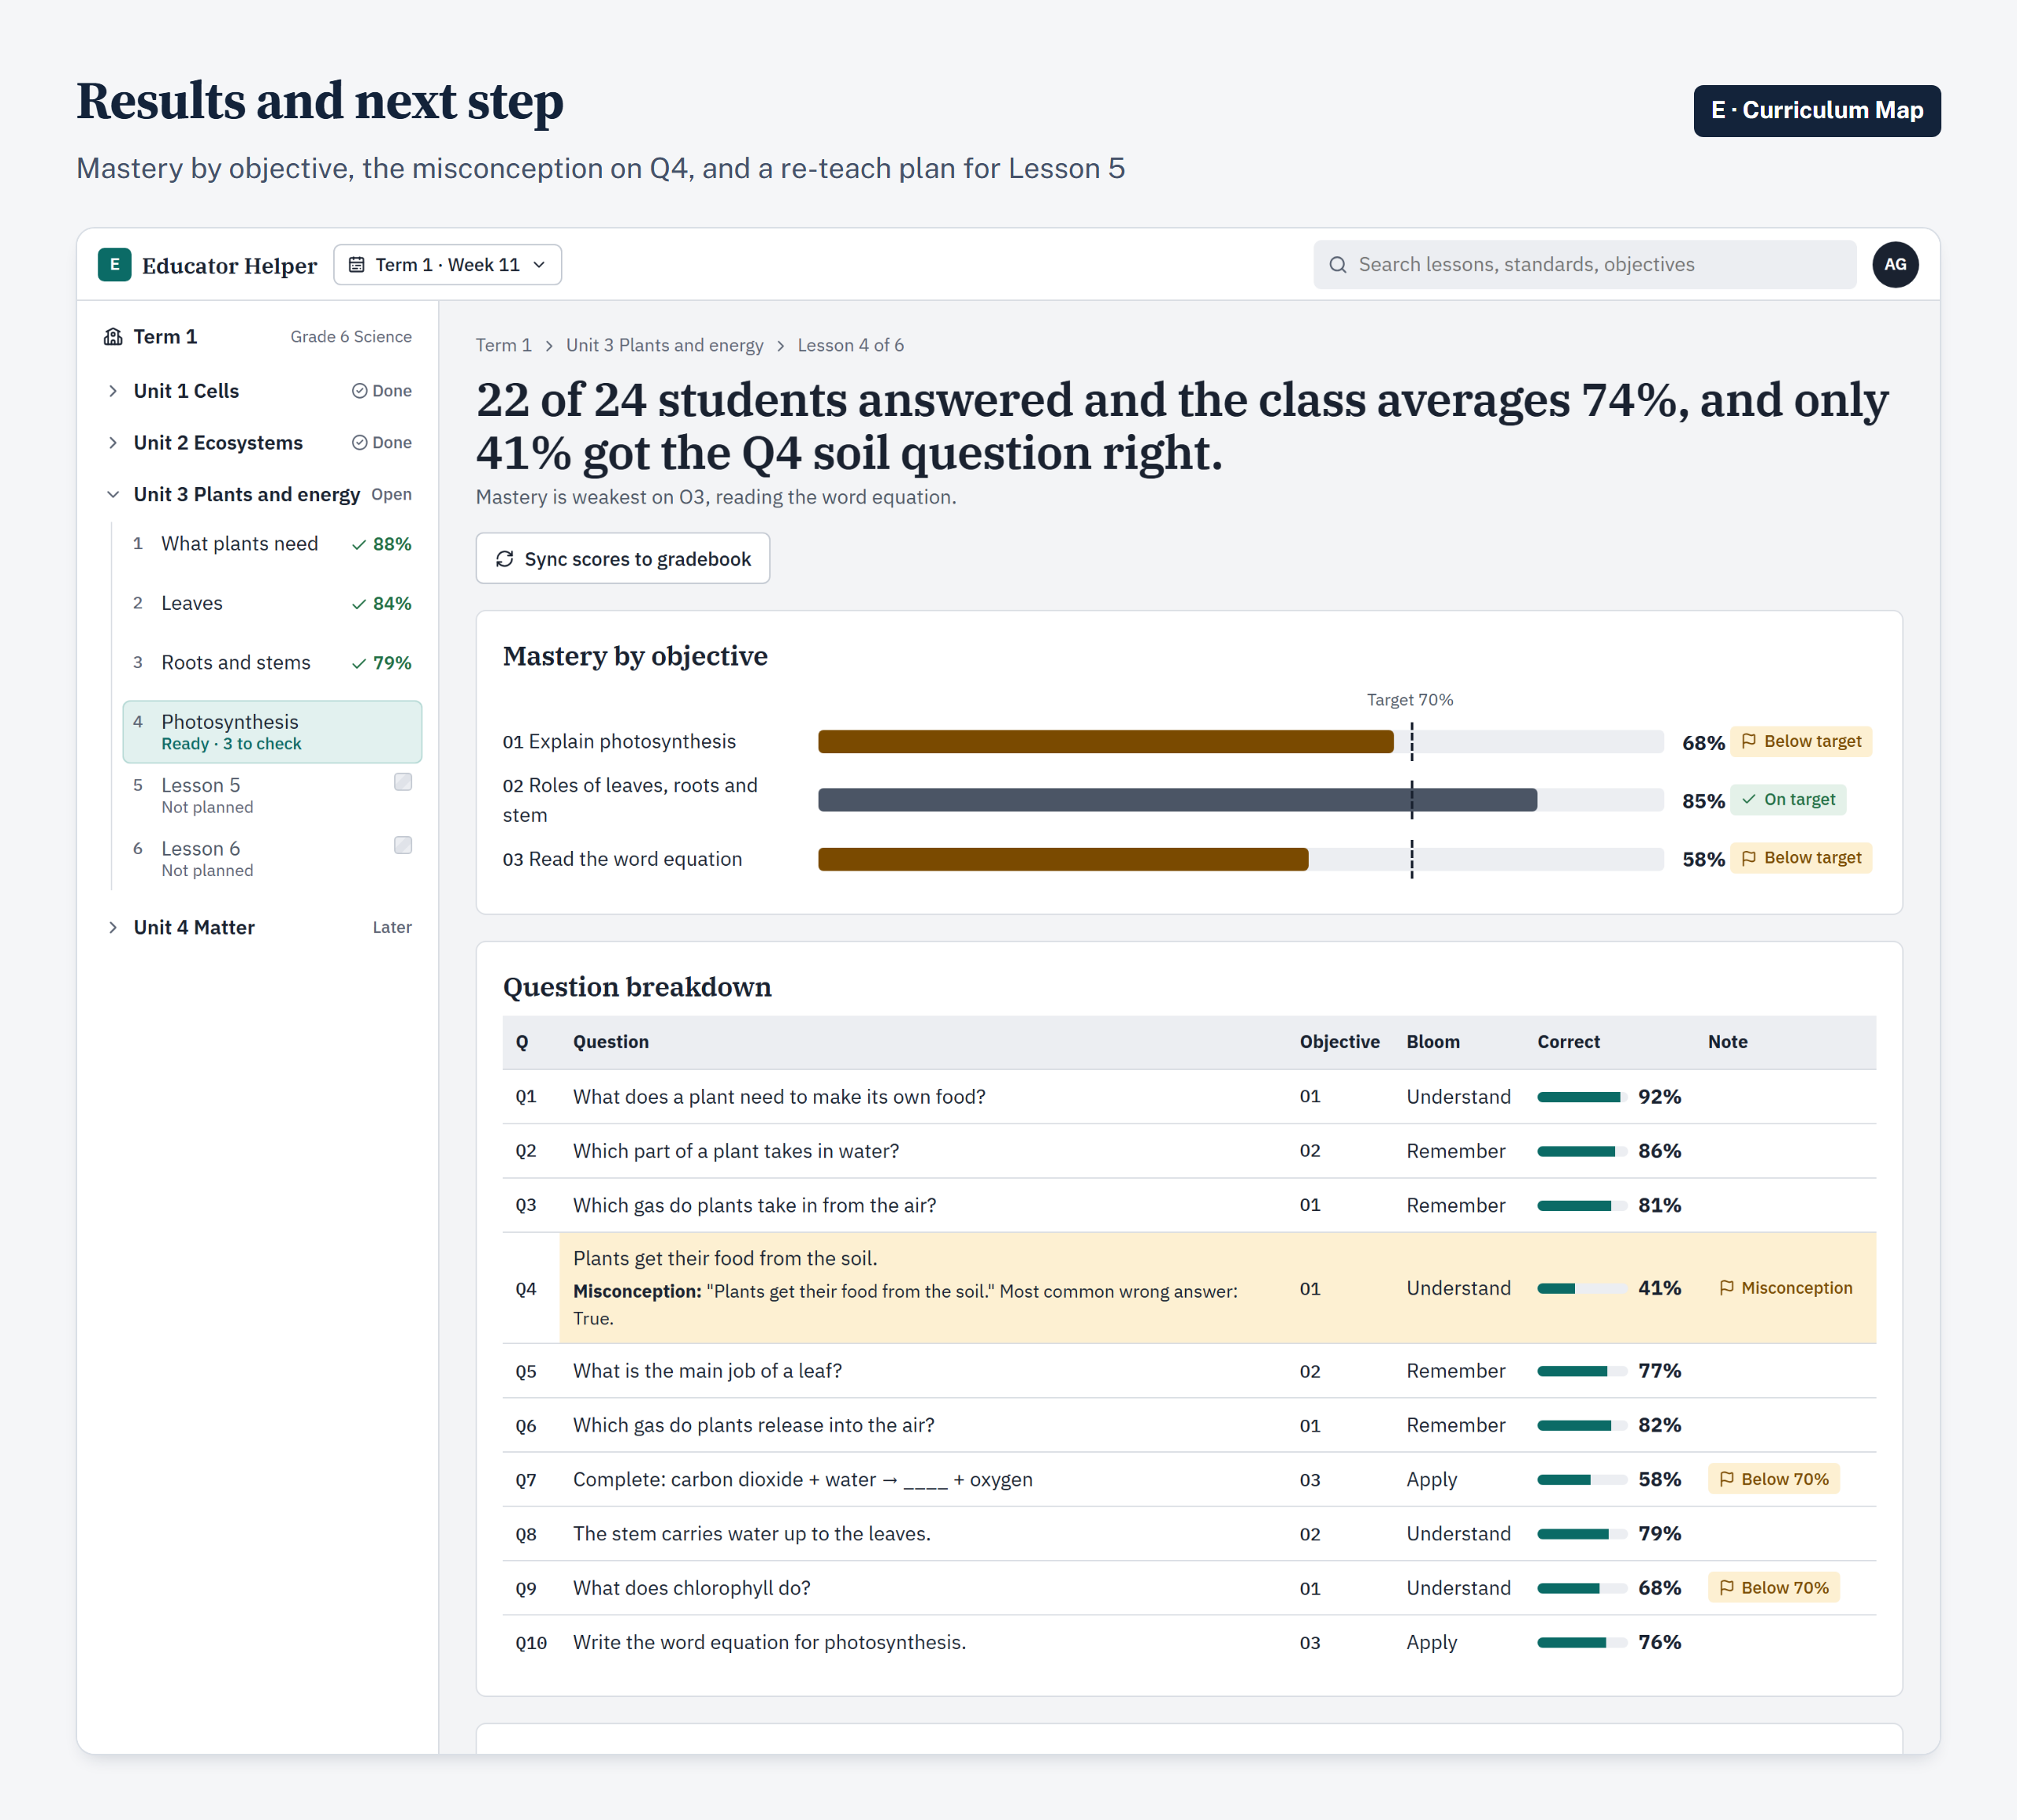 Results and next step
E · Curriculum Map
Mastery by objective, the misconception on Q4, and a re-teach plan for Lesson 5
E Educator Helper
Term 1 · Week 11
Search lessons, standards, objectives
AG
Term 1 Grade 6 Science
Unit 1 Cells Done
Unit 2 Ecosystems Done
Unit 3 Plants and energy Open
1 What plants need 88%
2 Leaves 84%
3 Roots and stems 79%
4 Photosynthesis
Ready · 3 to check
5 Lesson 5
Not planned
6 Lesson 6
Not planned
Unit 4 Matter Later
Term 1 > Unit 3 Plants and energy > Lesson 4 of 6
22 of 24 students answered and the class averages 74%, and only
41% got the Q4 soil question right.
Mastery is weakest on O3, reading the word equation.
Sync scores to gradebook
Mastery by objective
Target 70%
O1 Explain photosynthesis 68% Below target
O2 Roles of leaves, roots and
stem 85% On target
O3 Read the word equation 58% Below target
Question breakdown
Q Question Objective Bloom Correct Note
Q1 What does a plant need to make its own food? O1 Understand 92%
Q2 Which part of a plant takes in water? O2 Remember 86%
Q3 Which gas do plants take in from the air? O1 Remember 81%
Plants get their food from the soil.
Q4 Misconception: "Plants get their food from the soil." Most common wrong answer: O1 Understand 41% Misconception
True.
Q5 What is the main job of a leaf? O2 Remember 77%
Q6 Which gas do plants release into the air? O1 Remember 82%
Q7 Complete: carbon dioxide + water → ____ + oxygen O3 Apply 58% Below 70%
Q8 The stem carries water up to the leaves. O2 Understand 79%
Q9 What does chlorophyll do? O1 Understand 68% Below 70%
Q10 Write the word equation for photosynthesis. O3 Apply 76%